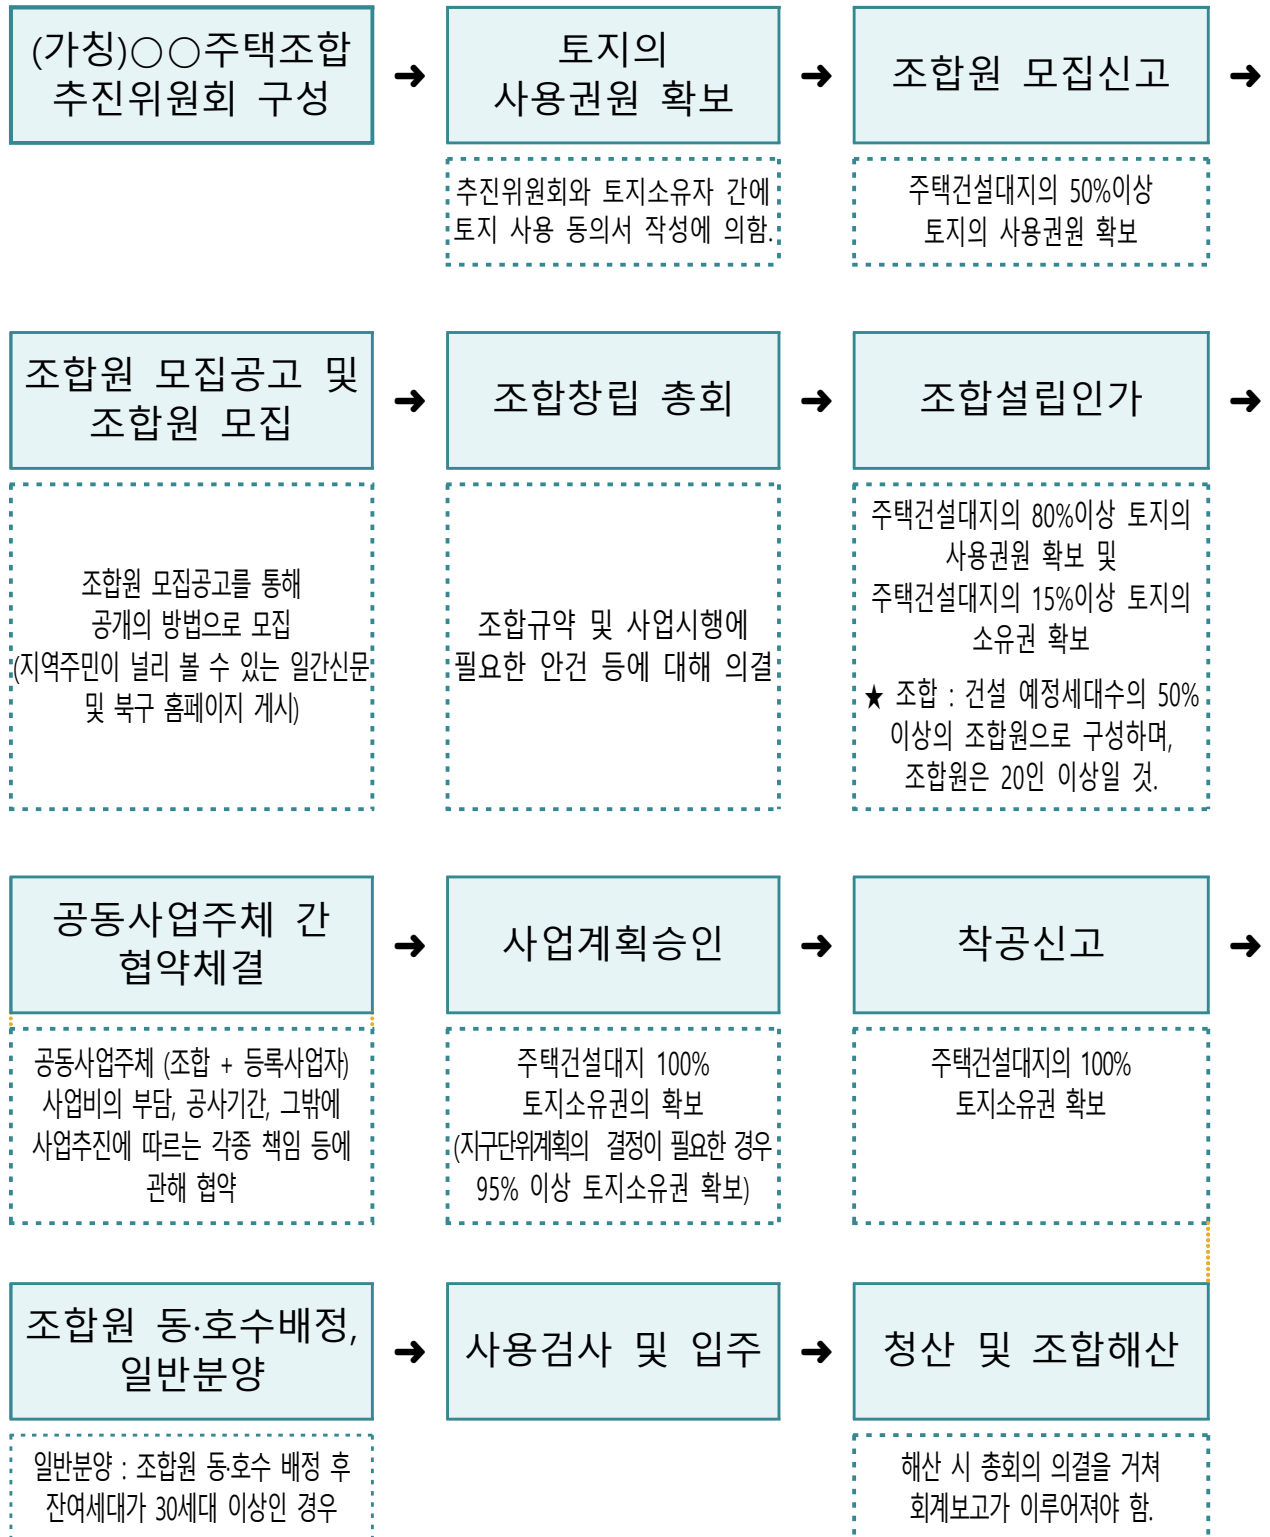 (가칭)○○주택조합
추진위원회 구성
➜
토지의
사용권원 확보
➜
조합원 모집신고
➜
추진위원회와 토지소유자 간에
토지 사용 동의서 작성에 의함.
주택건설대지의 50%이상
토지의 사용권원 확보
조합원 모집공고 및
조합원 모집
➜
조합창립 총회
➜
조합설립인가
➜
조합원 모집공고를 통해
공개의 방법으로 모집
(지역주민이 널리 볼 수 있는 일간신문
및 북구 홈페이지 게시)
조합규약 및 사업시행에
필요한 안건 등에 대해 의결
주택건설대지의 80%이상 토지의
사용권원 확보 및
주택건설대지의 15%이상 토지의
소유권 확보
★ 조합 : 건설 예정세대수의 50%
이상의 조합원으로 구성하며,
조합원은 20인 이상일 것.
공동사업주체 간
협약체결
➜
사업계획승인
➜
착공신고
➜
공동사업주체 (조합 + 등록사업자)
사업비의 부담, 공사기간, 그밖에
사업추진에 따르는 각종 책임 등에
관해 협약
주택건설대지 100%
토지소유권의 확보
(지구단위계획의 결정이 필요한 경우
95% 이상 토지소유권 확보)
주택건설대지의 100%
토지소유권 확보
조합원 동·호수배정,
일반분양
➜
사용검사 및 입주
➜
청산 및 조합해산
일반분양 : 조합원 동·호수 배정 후
잔여세대가 30세대 이상인 경우
해산 시 총회의 의결을 거쳐
회계보고가 이루어져야 함.